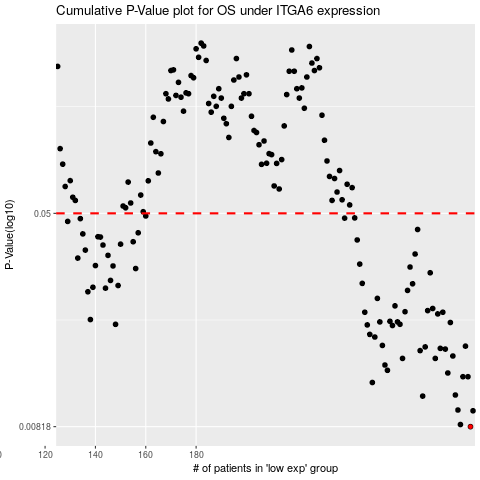 Cumulative P-Value plot for OS under ITGA6 expression
P-Value(log10)
0.05
0.00818
0 120 140 160 180
# of patients in 'low exp' group